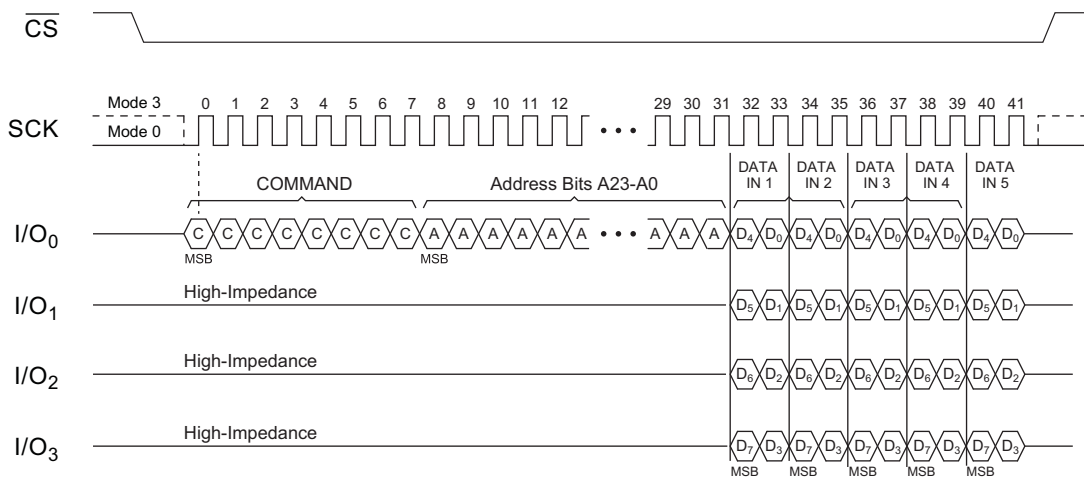 CS
Mode 3
SCK
Mode 0
0 1 2 3 4 5 6 7 8 9 10 11 12 29 30 31 32 33 34 35 36 37 38 39 40 41
COMMAND
Address Bits A23-A0
DATA IN 1
DATA IN 2
DATA IN 3
DATA IN 4
DATA IN 5
I/O0
C C C C C C C C A A A A A A A A A D4 D0 D4 D0 D4 D0 D4 D0 D4 D0
MSB MSB
I/O1
High-Impedance
D5 D1 D5 D1 D5 D1 D5 D1 D5 D1
I/O2
High-Impedance
D6 D2 D6 D2 D6 D2 D6 D2 D6 D2
I/O3
High-Impedance
D7 D3 D7 D3 D7 D3 D7 D3 D7 D3
MSB MSB MSB MSB MSB